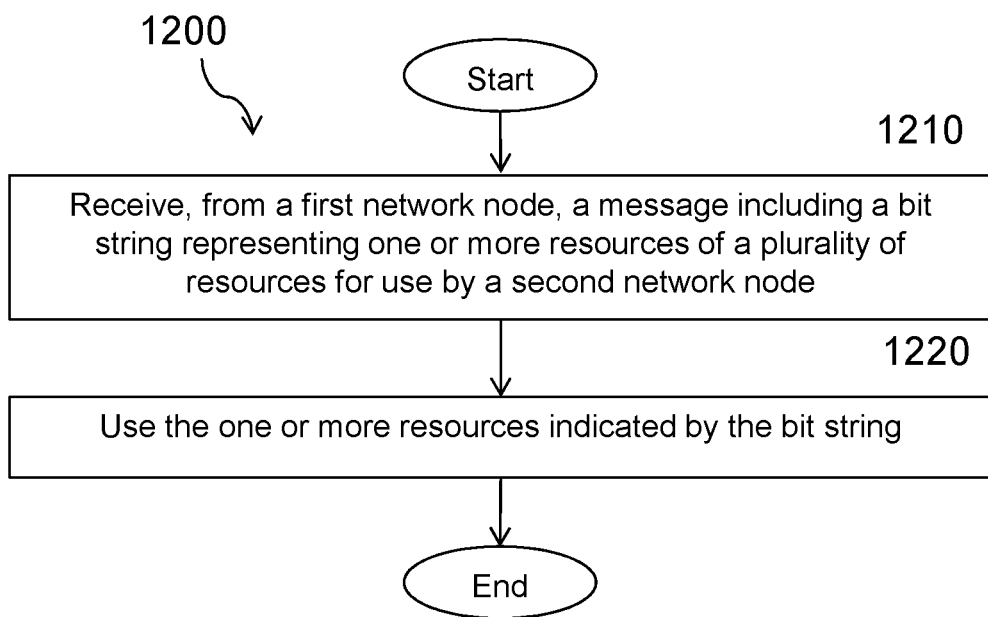 1200
Start
1210
Receive, from a first network node, a message including a bit
string representing one or more resources of a plurality of
resources for use by a second network node
1220
Use the one or more resources indicated by the bit string
End